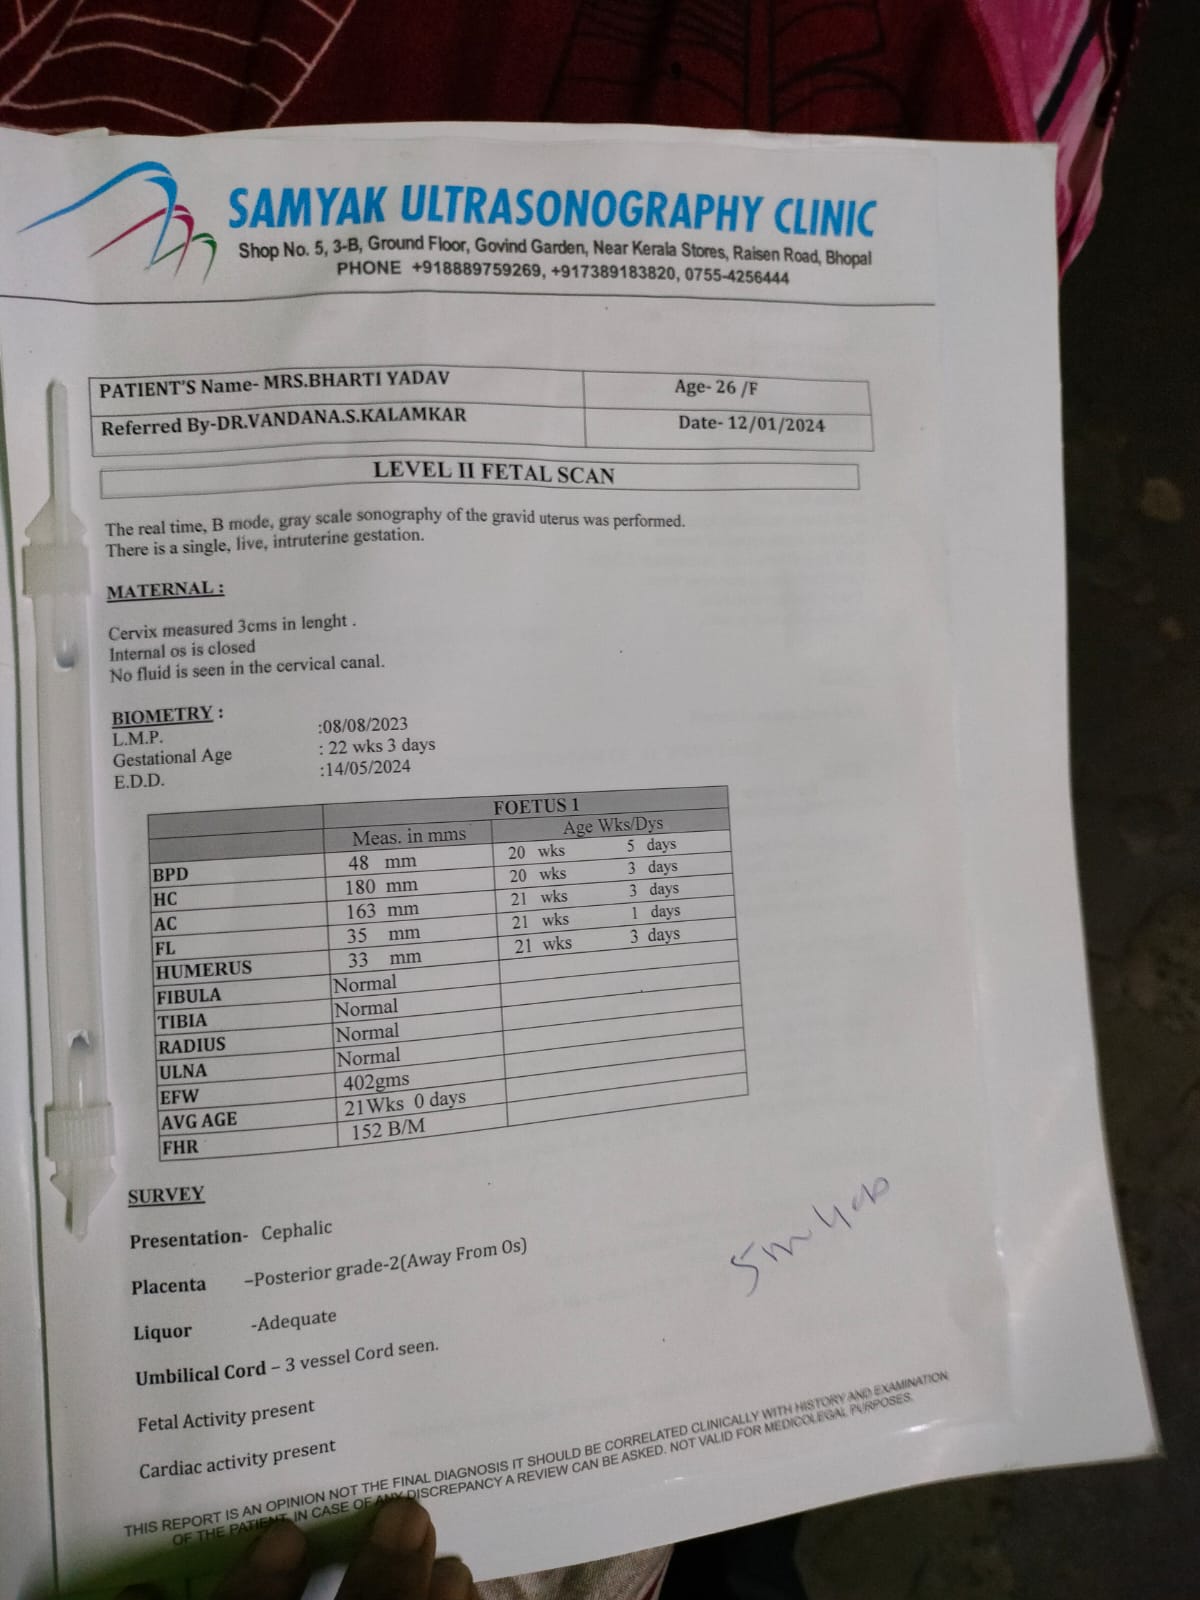 SAMYAK ULTRASONOGRAPHY CLINIC
Shop No. 5, 3-B, Ground Floor, Govind Garden, Near Kerala Stores, Raisen Road, Bhopal
PHONE +918889759269, +917389183820, 0755-4256444
PATIENT'S Name- MRS.BHARTI YADAV Age- 26 /F
Referred By-DR.VANDANA.S.KALAMKAR Date- 12/01/2024
LEVEL II FETAL SCAN
The real time, B mode, gray scale sonography of the gravid uterus was performed.
There is a single, live, intruterine gestation.
MATERNAL :
Cervix measured 3cms in lenght .
Internal os is closed
No fluid is seen in the cervical canal.
BIOMETRY :
L.M.P. :08/08/2023
Gestational Age : 22 wks 3 days
E.D.D. :14/05/2024
FOETUS 1
Meas. in mms Age Wks/Dys
BPD 48 mm 20 wks 5 days
HC 180 mm 20 wks 3 days
AC 163 mm 21 wks 3 days
FL 35 mm 21 wks 1 days
HUMERUS 33 mm 21 wks 3 days
FIBULA Normal
TIBIA Normal
RADIUS Normal
ULNA Normal
EFW 402gms
AVG AGE 21Wks 0 days
FHR 152 B/M
SURVEY
Presentation- Cephalic
Placenta –Posterior grade-2(Away From Os)
Liquor -Adequate
Umbilical Cord – 3 vessel Cord seen.
Fetal Activity present
Cardiac activity present
THIS REPORT IS AN OPINION NOT THE FINAL DIAGNOSIS IT SHOULD BE CORRELATED CLINICALLY WITH HISTORY AND EXAMINATION
OF THE PATIENT, IN CASE OF ANY DISCREPANCY A REVIEW CAN BE ASKED. NOT VALID FOR MEDICOLEGAL PURPOSES.